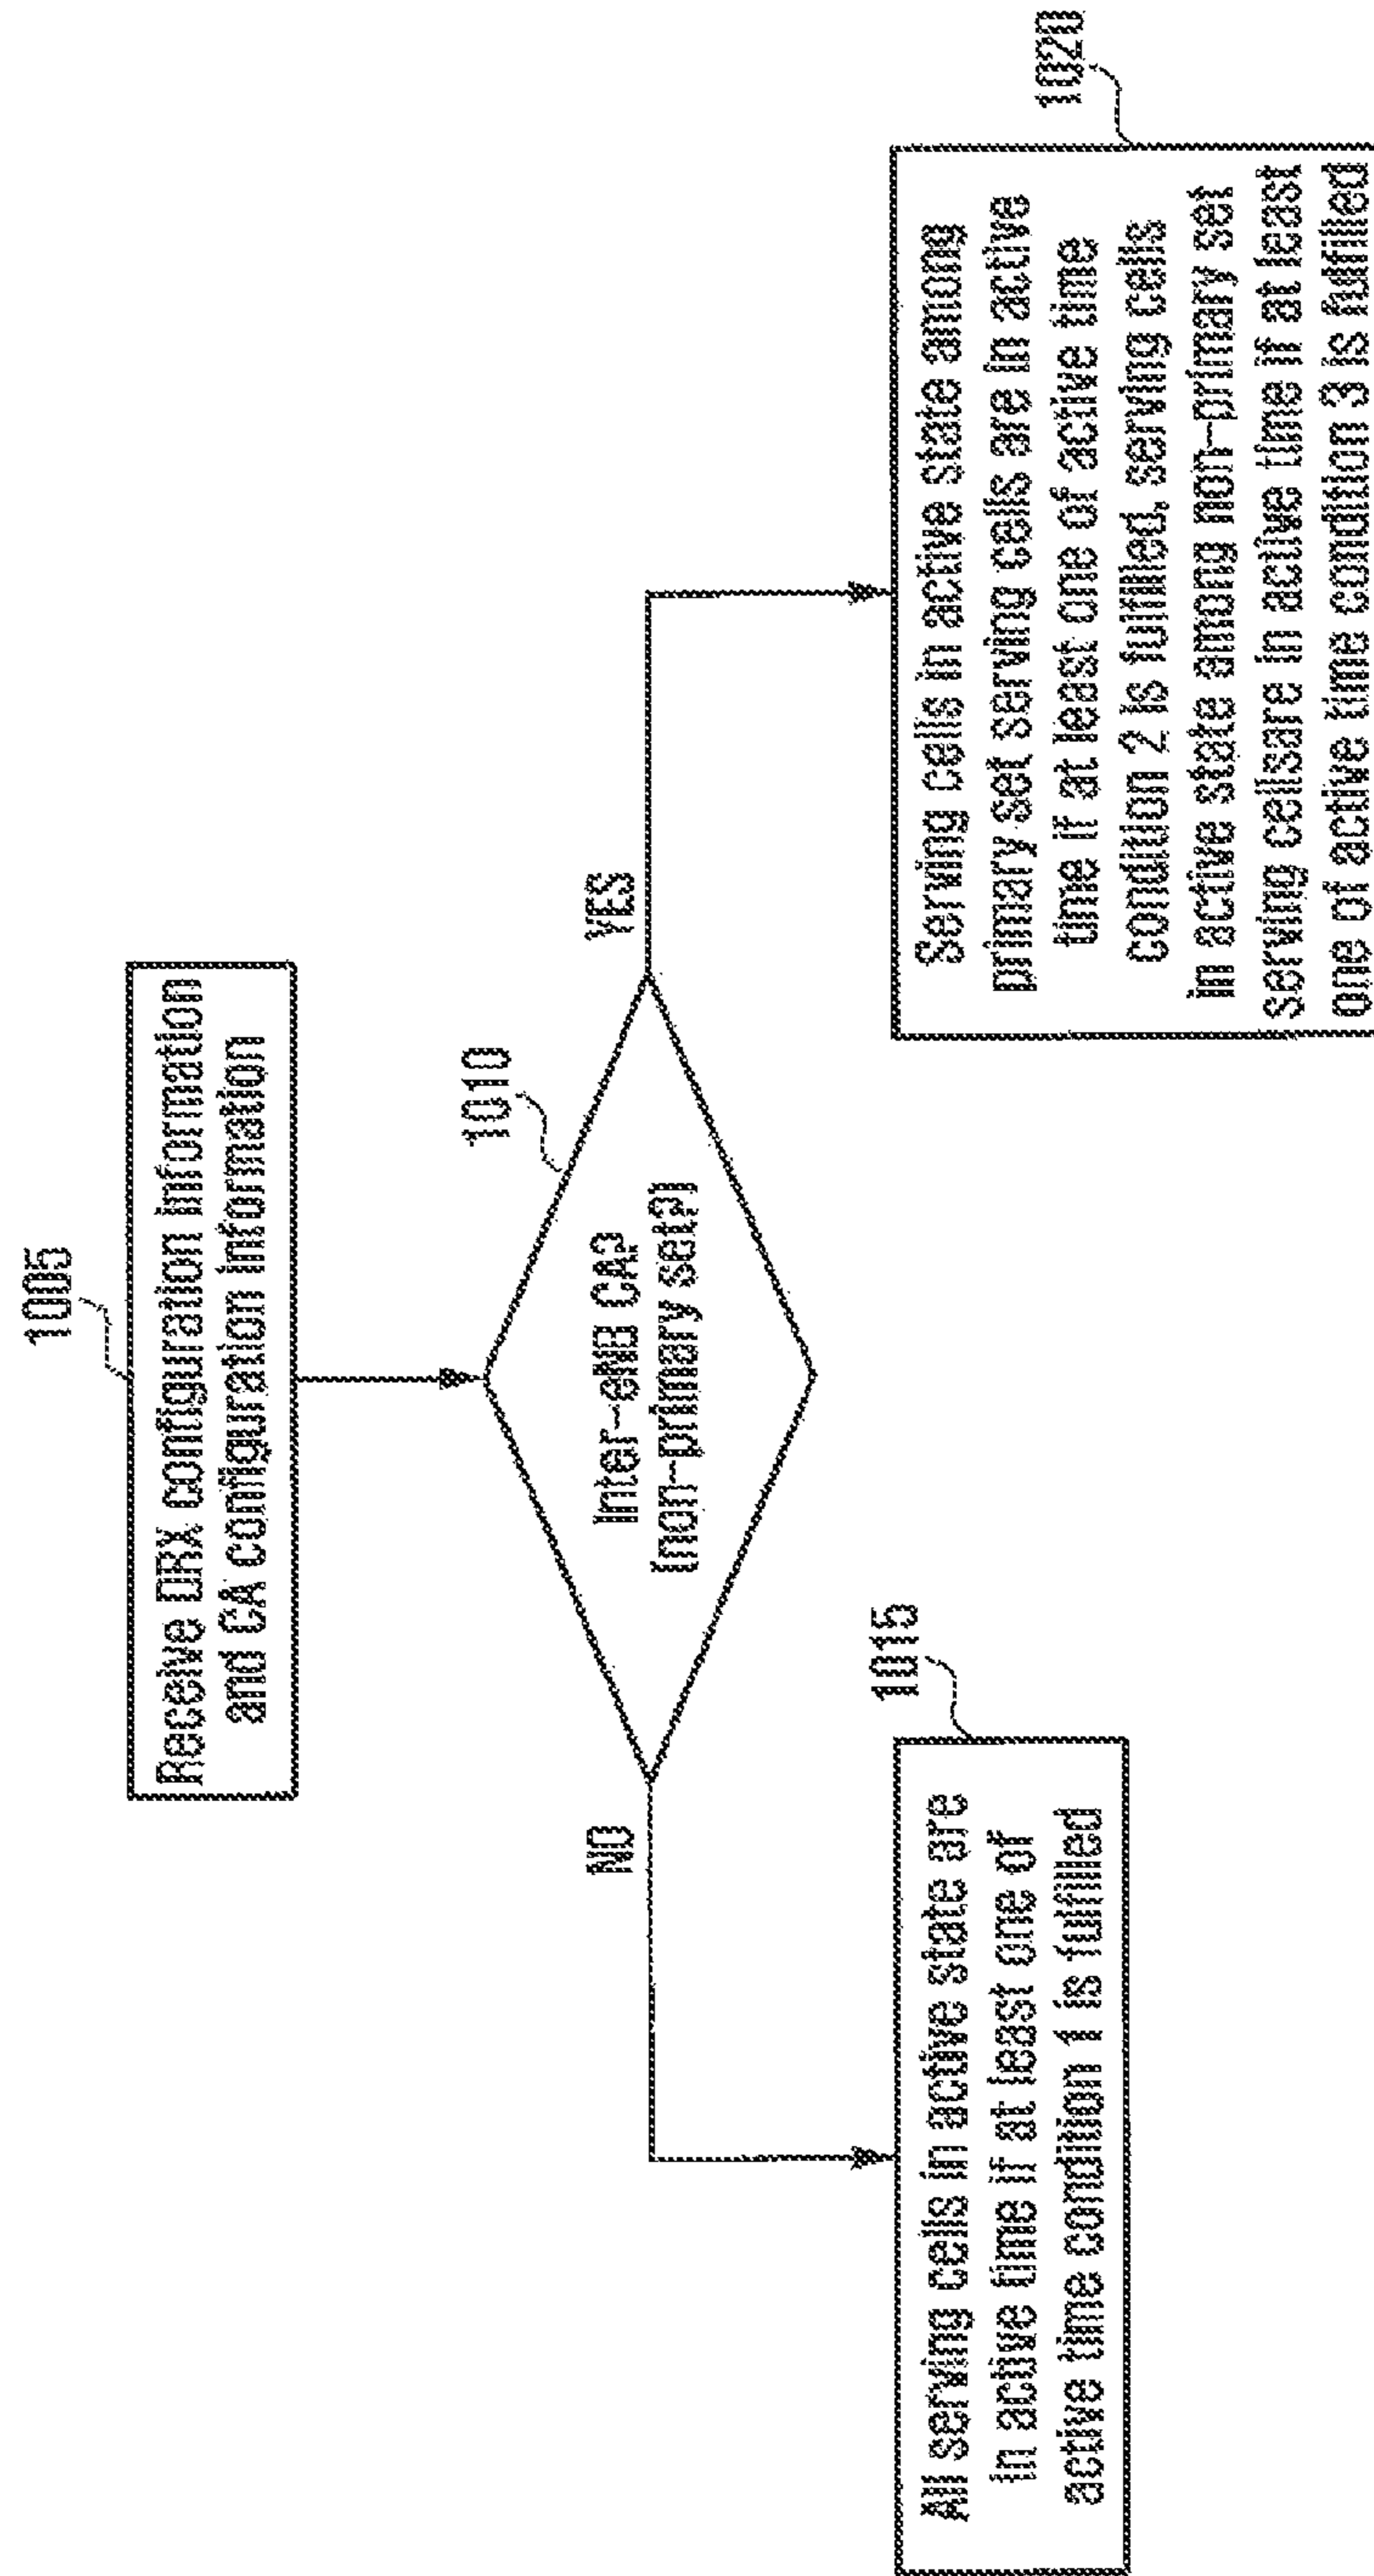 1005
Receive DRX configuration information
and CA configuration information
1010
Inter-eNB CA?
(non-primary set?)
NO
YES
1015
All serving cells in active state are
in active time if at least one of
active time condition 1 is fulfilled
1020
Serving cells in active state among
primary set serving cells are in active
time if at least one of active time
condition 2 is fulfilled, serving cells
in active state among non-primary set
serving cellsare in active time if at least
one of active time condition 3 is fulfilled